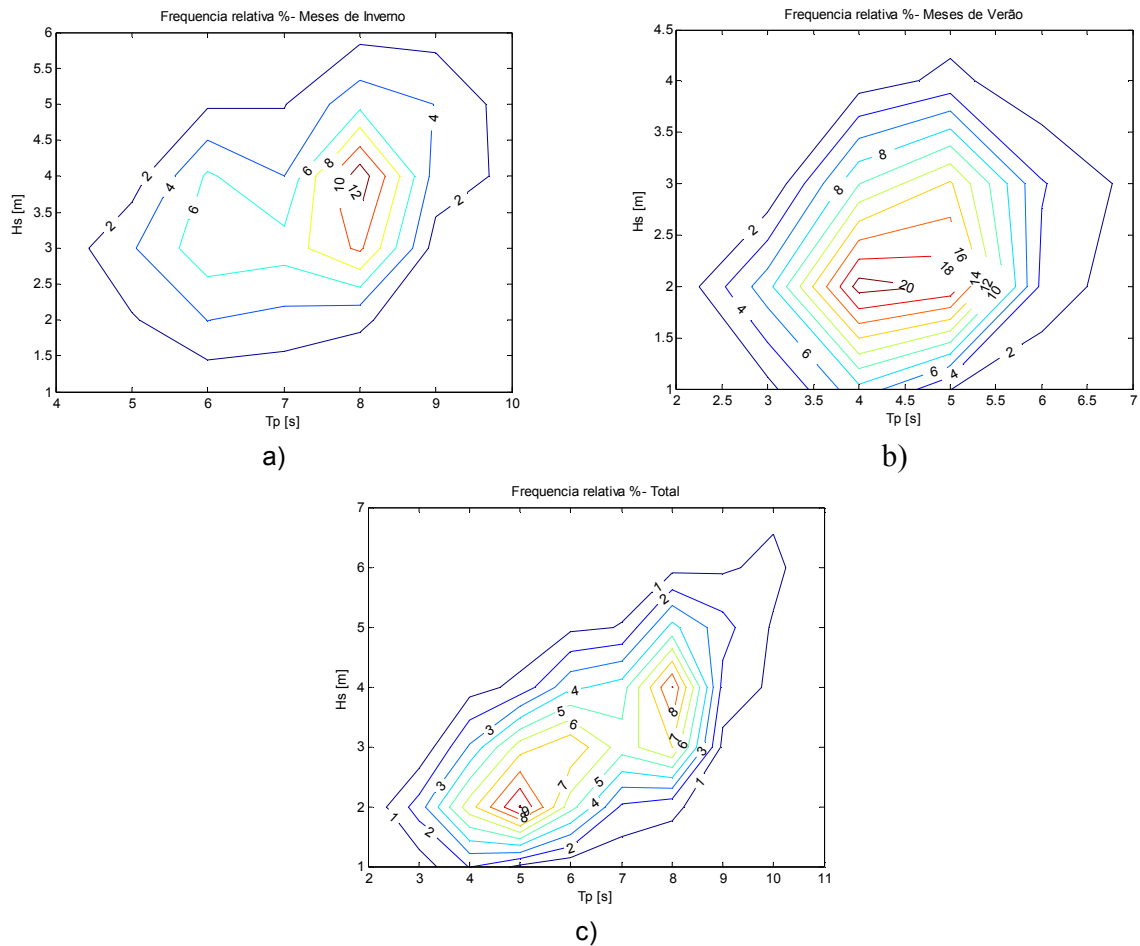 Frequencia relativa %- Meses de Inverno
6
5.5
5
4.5
4
3.5
3
2.5
2
1.5
1
Hs [m]
2 4 6 8 10 12 6 4 2 2
4 5 6 7 8 9 10
Tp [s]
a)
Frequencia relativa %- Meses de Verão
4.5
4
3.5
3
2.5
2
1.5
1
8 8 2 4 6 16 18 20 14 12 10 6 4 2
2 2.5 3 3.5 4 4.5 5 5.5 6 6.5 7
Tp [s]
b)
Frequencia relativa %- Total
7
6
5
4
3
2
1
Hs [m]
1 2 4 3 5 6 8 7 6 3 3 7 5 9 8 4 1 1 2 2
2 3 4 5 6 7 8 9 10 11
Tp [s]
c)